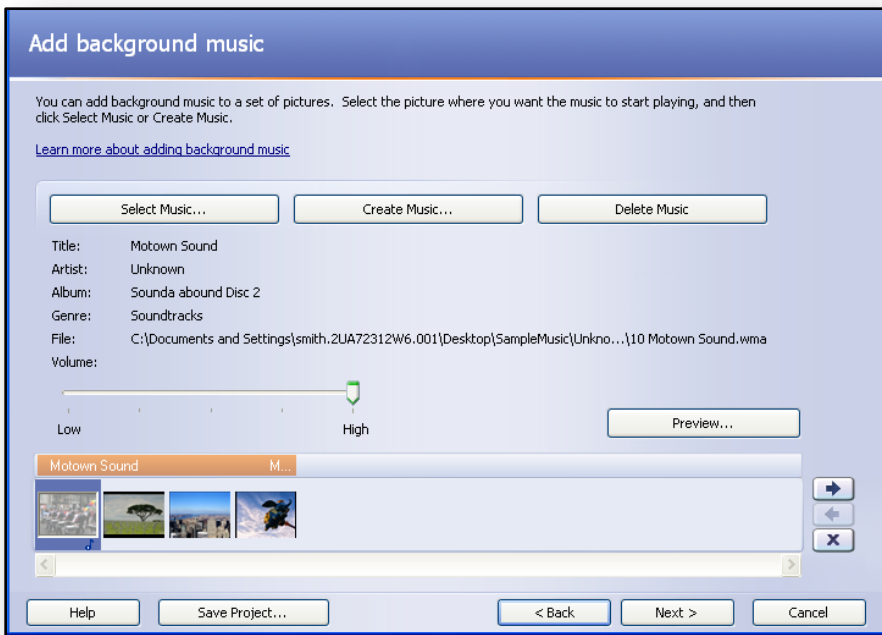 Add background music
You can add background music to a set of pictures.  Select the picture where you want the music to start playing, and then
click Select Music or Create Music.
Learn more about adding background music
Select Music... Create Music... Delete Music
Title: Motown Sound
Artist: Unknown
Album: Sounda abound Disc 2
Genre: Soundtracks
File: C:\Documents and Settings\smith.2UA72312W6.001\Desktop\SampleMusic\Unkno...\10 Motown Sound.wma
Volume:
Low High
Preview...
Motown Sound M...
Help Save Project... < Back Next > Cancel